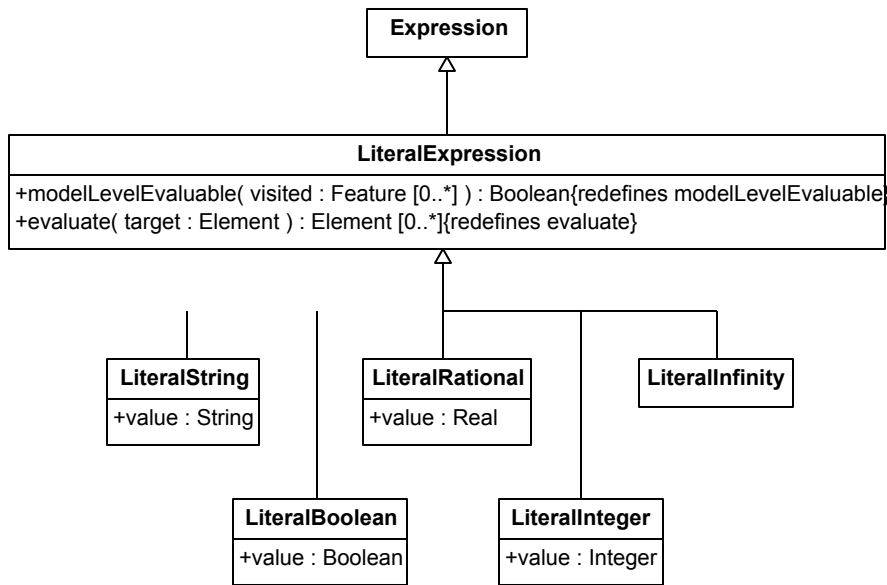 Expression
LiteralExpression
+modelLevelEvaluable( visited : Feature [0..*] ) : Boolean{redefines modelLevelEvaluable}
+evaluate( target : Element ) : Element [0..*]{redefines evaluate}
LiteralString
+value : String
LiteralRational
+value : Real
LiteralInfinity
LiteralBoolean
+value : Boolean
LiteralInteger
+value : Integer